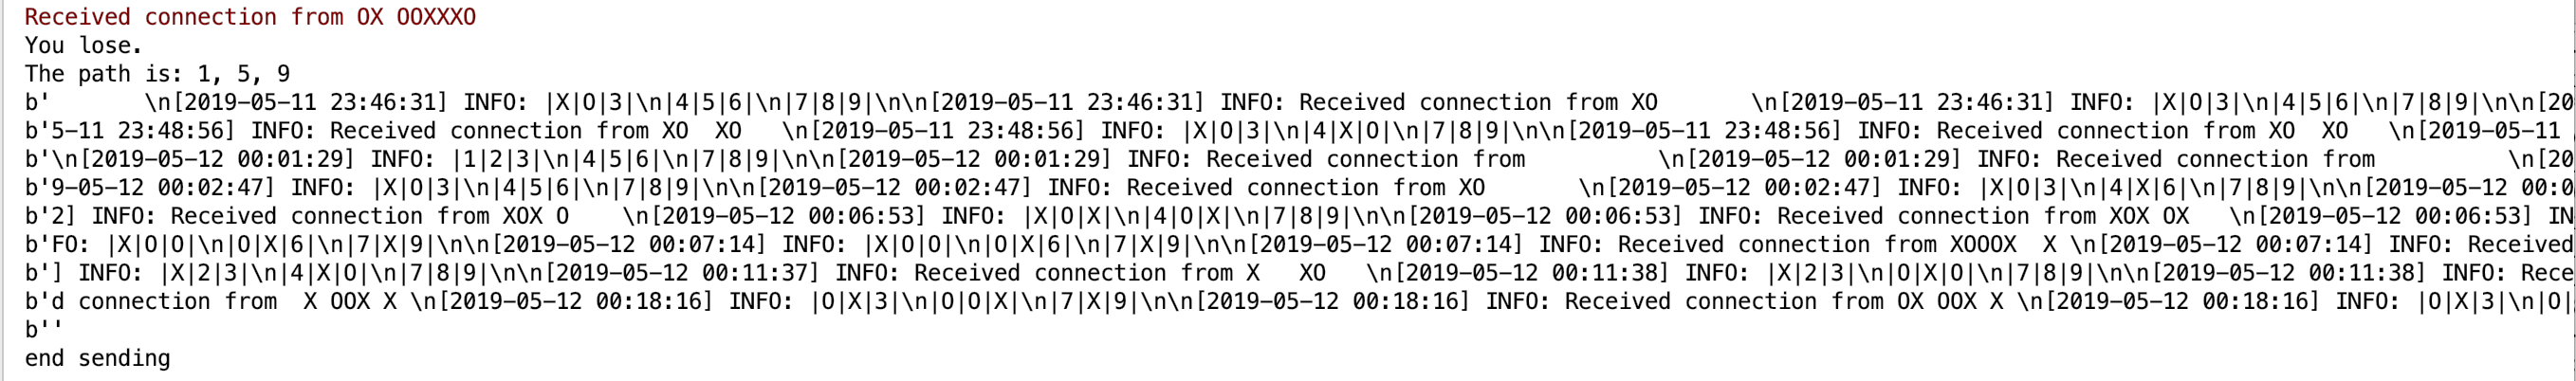 Received connection from OX OOXXXO
You lose.
The path is: 1, 5, 9
b'       \n[2019-05-11 23:46:31] INFO: |X|O|3|\n|4|5|6|\n|7|8|9|\n\n[2019-05-11 23:46:31] INFO: Received connection from XO       \n[2019-05-11 23:46:31] INFO: |X|O|3|\n|4|5|6|\n|7|8|9|\n\n[20
b'5-11 23:48:56] INFO: Received connection from XO  XO   \n[2019-05-11 23:48:56] INFO: |X|O|3|\n|4|X|O|\n|7|8|9|\n\n[2019-05-11 23:48:56] INFO: Received connection from XO  XO   \n[2019-05-11
b'\n[2019-05-12 00:01:29] INFO: |1|2|3|\n|4|5|6|\n|7|8|9|\n\n[2019-05-12 00:01:29] INFO: Received connection from          \n[2019-05-12 00:01:29] INFO: Received connection from          \n[20
b'9-05-12 00:02:47] INFO: |X|O|3|\n|4|5|6|\n|7|8|9|\n\n[2019-05-12 00:02:47] INFO: Received connection from XO       \n[2019-05-12 00:02:47] INFO: |X|O|3|\n|4|X|6|\n|7|8|9|\n\n[2019-05-12 00:0
b'2] INFO: Received connection from XOX O    \n[2019-05-12 00:06:53] INFO: |X|O|X|\n|4|O|X|\n|7|8|9|\n\n[2019-05-12 00:06:53] INFO: Received connection from XOX OX   \n[2019-05-12 00:06:53] IN
b'FO: |X|O|O|\n|O|X|6|\n|7|X|9|\n\n[2019-05-12 00:07:14] INFO: |X|O|O|\n|O|X|6|\n|7|X|9|\n\n[2019-05-12 00:07:14] INFO: Received connection from XOOOX  X \n[2019-05-12 00:07:14] INFO: Received
b'] INFO: |X|2|3|\n|4|X|O|\n|7|8|9|\n\n[2019-05-12 00:11:37] INFO: Received connection from X   XO   \n[2019-05-12 00:11:38] INFO: |X|2|3|\n|O|X|O|\n|7|8|9|\n\n[2019-05-12 00:11:38] INFO: Rece
b'd connection from  X OOX X \n[2019-05-12 00:18:16] INFO: |O|X|3|\n|O|O|X|\n|7|X|9|\n\n[2019-05-12 00:18:16] INFO: Received connection from OX OOX X \n[2019-05-12 00:18:16] INFO: |O|X|3|\n|O|
b''
end sending